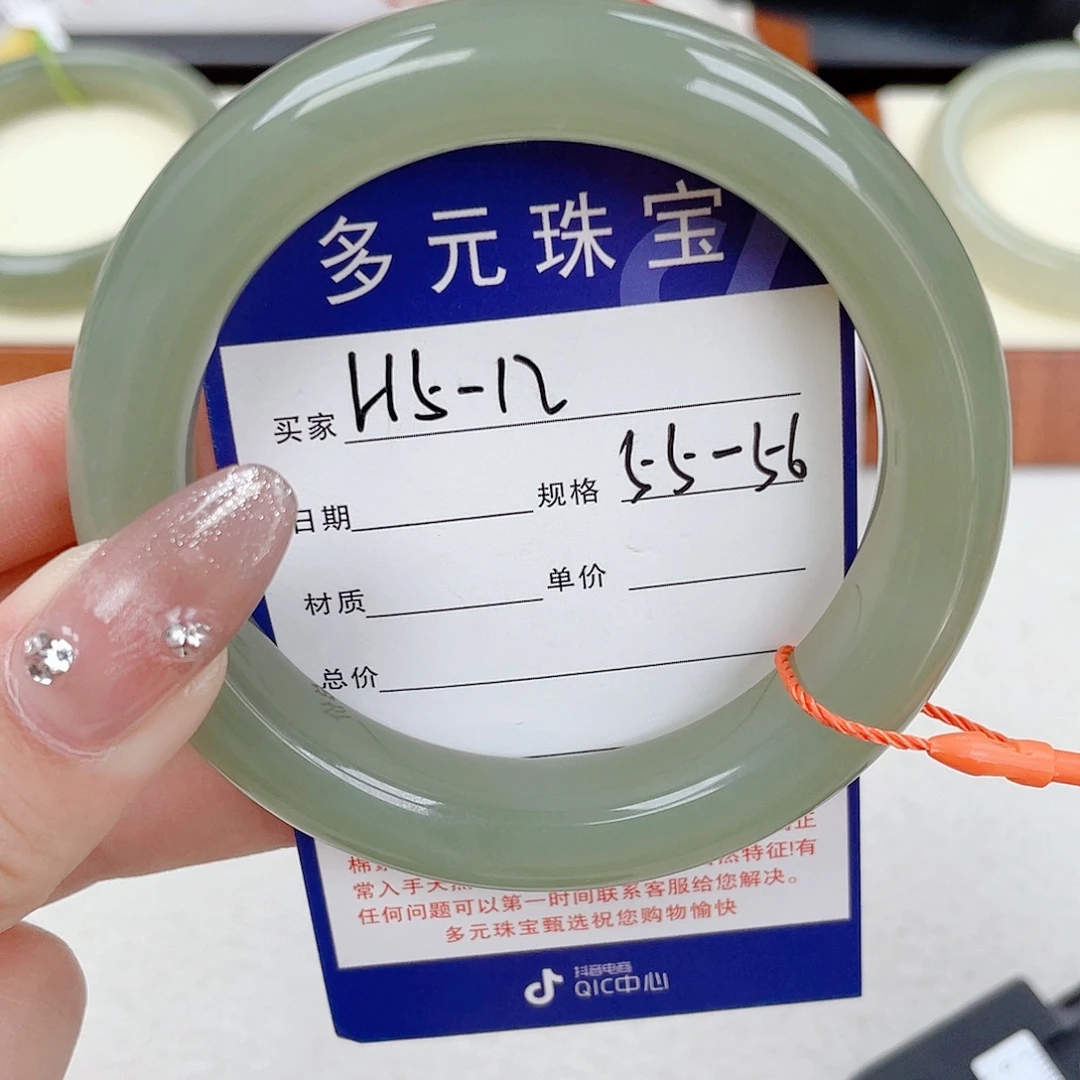 多元珠宝
买家 H5-12
日期 规格 55-56
材质 单价
总价
特征!有
常入手
任何问题可以第一时间联系客服给您解决。
多元珠宝甄选祝您购物愉快
抖音电商
QIC中心